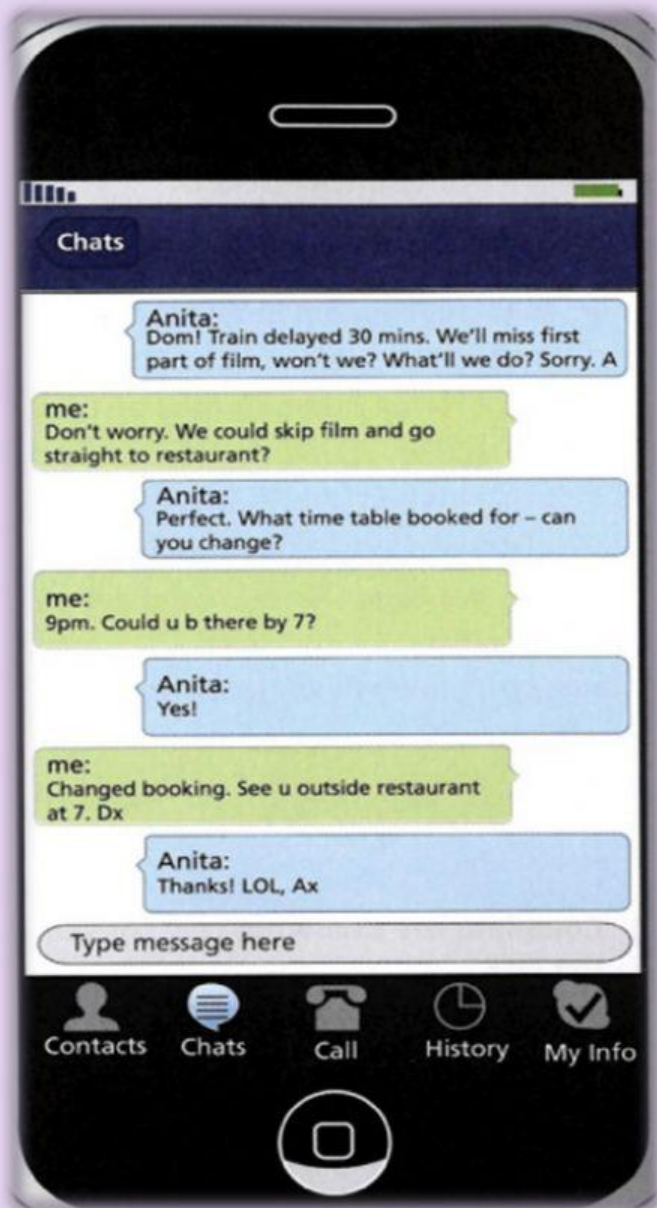 Chats
Anita:
Dom! Train delayed 30 mins. We'll miss first
part of film, won't we? What'll we do? Sorry. A
me:
Don't worry. We could skip film and go
straight to restaurant?
Anita:
Perfect. What time table booked for – can
you change?
me:
9pm. Could u b there by 7?
Anita:
Yes!
me:
Changed booking. See u outside restaurant
at 7. Dx
Anita:
Thanks! LOL, Ax
Type message here
Contacts Chats Call History My Info